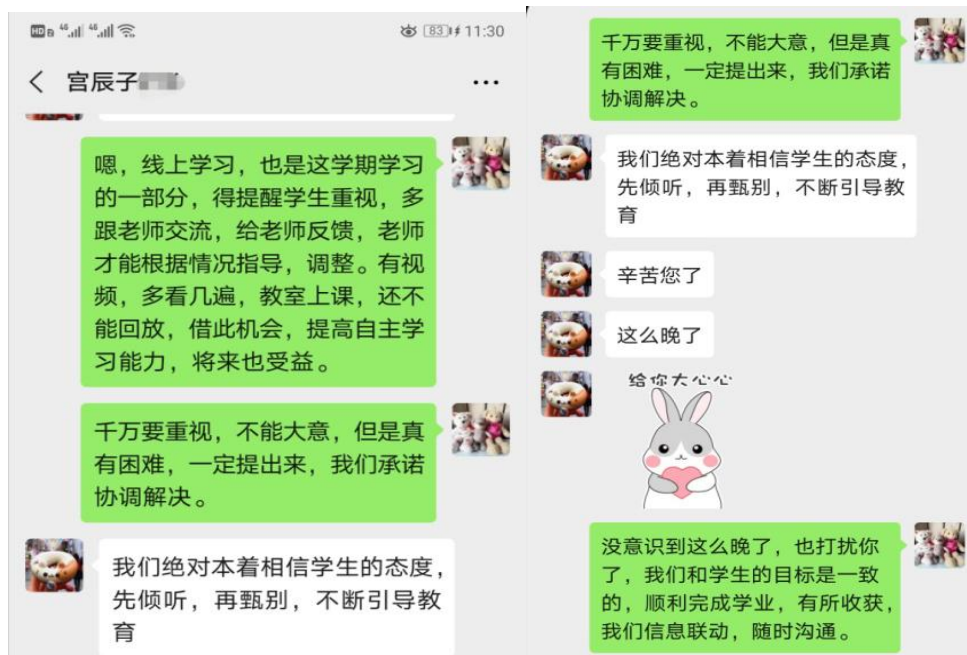 HD 46 46 83 11:30
宫辰子
嗯，线上学习，也是这学期学习
的一部分，得提醒学生重视，多
跟老师交流，给老师反馈，老师
才能根据情况指导，调整。有视
频，多看几遍，教室上课，还不
能回放，借此机会，提高自主学
习能力，将来也受益。
千万要重视，不能大意，但是真
有困难，一定提出来，我们承诺
协调解决。
我们绝对本着相信学生的态度，
先倾听，再甄别，不断引导教
育
千万要重视，不能大意，但是真
有困难，一定提出来，我们承诺
协调解决。
我们绝对本着相信学生的态度，
先倾听，再甄别，不断引导教
育
辛苦您了
这么晚了
给你大心心
没意识到这么晚了，也打扰你
了，我们和学生的目标是一致
的，顺利完成学业，有所收获，
我们信息联动，随时沟通。